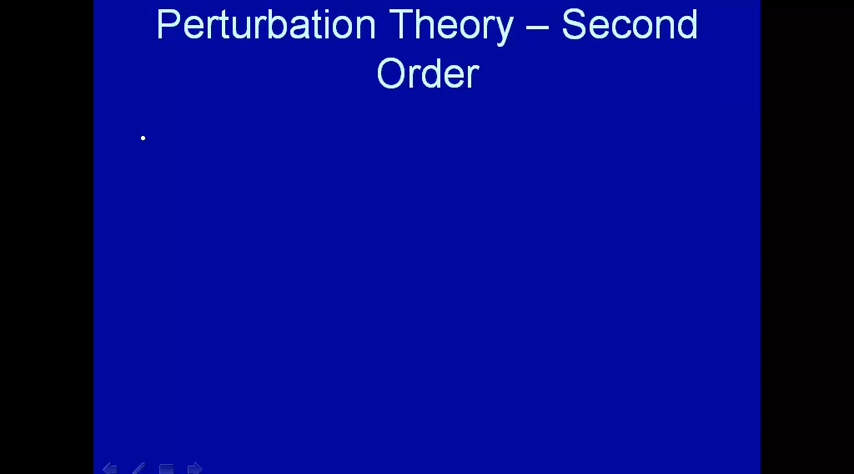 Perturbation Theory – Second
Order